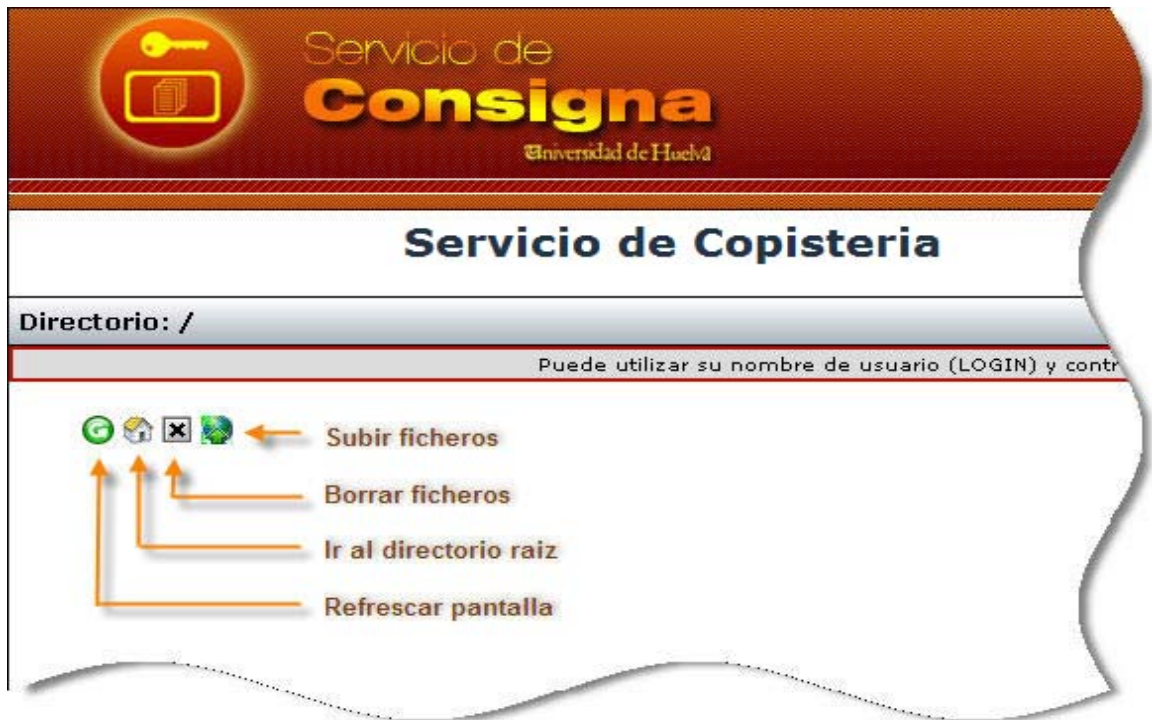 Servicio de
Consigna
Universidad de Huelva
Servicio de Copisteria
Directorio: /
Puede utilizar su nombre de usuario (LOGIN) y contr
Subir ficheros
Borrar ficheros
Ir al directorio raiz
Refrescar pantalla